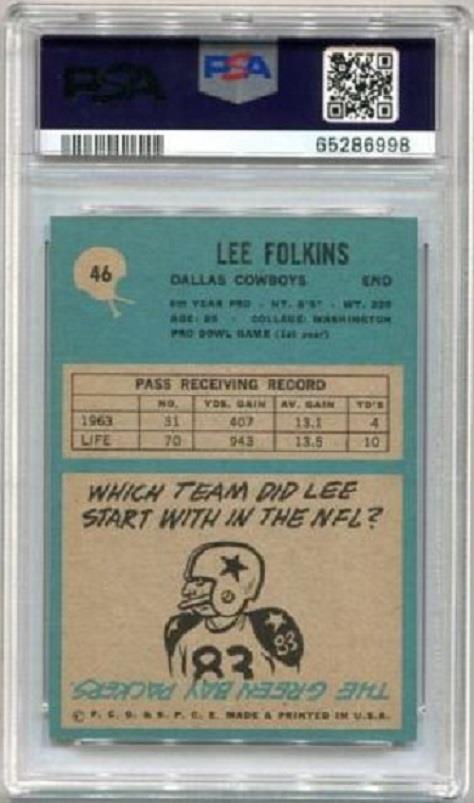 PSA
PSA
65286998
46
LEE FOLKINS
DALLAS COWBOYS END
6th YEAR PRO · HT. 6'5" · WT. 220
AGE: 25 · COLLEGE: WASHINGTON
PRO BOWL GAME (1st year)
PASS RECEIVING RECORD
NO. YDS. GAIN AV. GAIN TD'S
1963 31 407 13.1 4
LIFE 70 943 13.5 10
WHICH TEAM DID LEE
START WITH IN THE NFL?
83
83
THE GREEN BAY PACKERS.
© P. C. G. & N. P. C. E. MADE & PRINTED IN U.S.A.